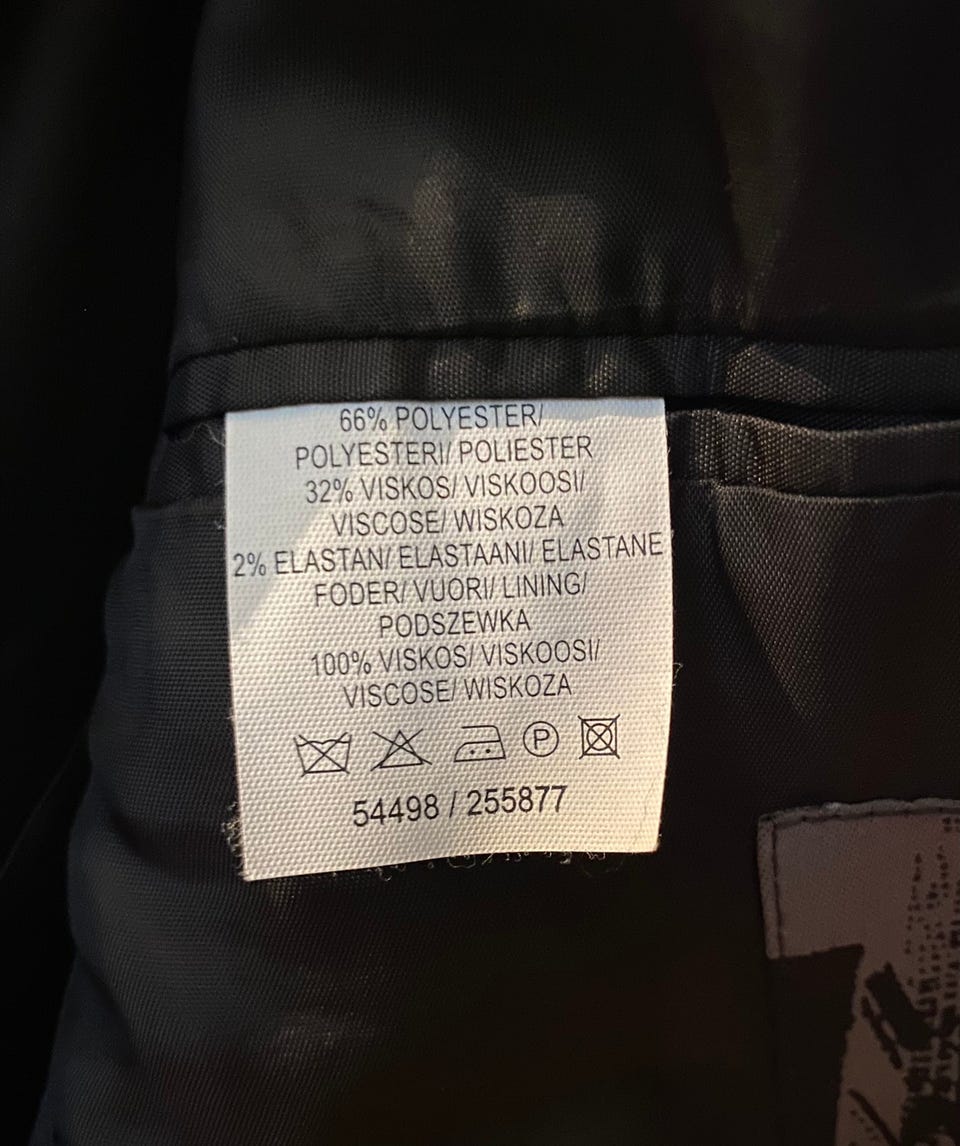 66% POLYESTER/
POLYESTERI/ POLIESTER
32% VISKOS/ VISKOOSI/
VISCOSE/ WISKOZA
2% ELASTAN/ ELASTAANI/ ELASTANE
FODER/ VUORI/ LINING/
PODSZEWKA
100% VISKOS/ VISKOOSI/
VISCOSE/ WISKOZA
P
54498 / 255877